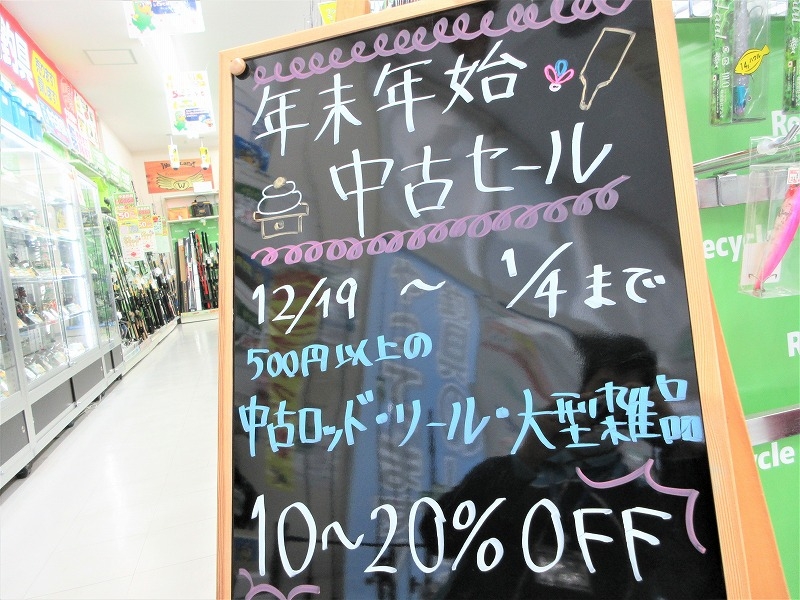 年末年始
中古セール
12/19 ～ 1/4まで
500円以上の
中古ロッド・リール・大型雑品
10～20% OFF
Recycle